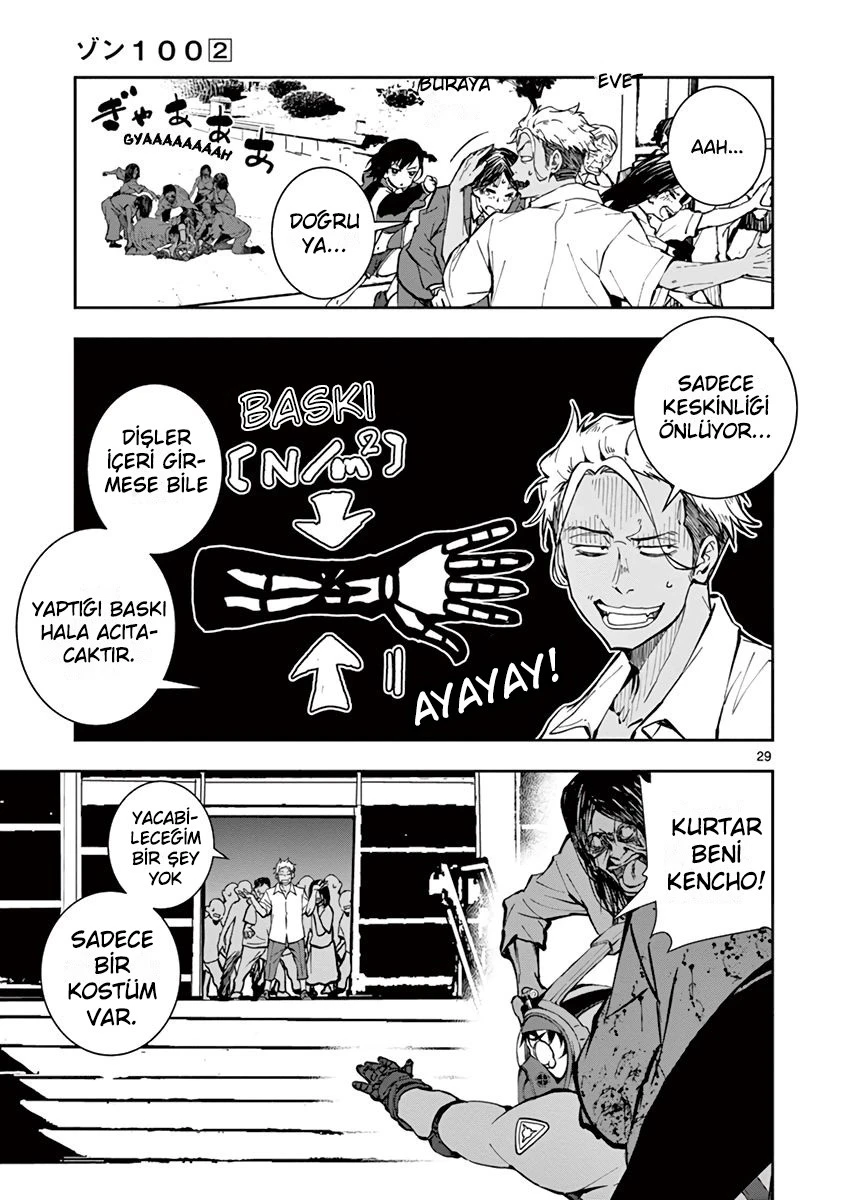 ゾン100 2
EVET
BURAYA
AAH...
ぎゃあああ
GYAAAAAAAAH
DOĞRU
YA...
SADECE
KESKİNLİĞİ
ÖNLÜYOR...
BASKI
[N/m²]
DİŞLER
İÇERİ GİR-
MESE BİLE
YAPTIĞI BASKI
HALA ACITA-
CAKTIR.
AYAYAY!
29
KURTAR
BENİ
KENCHO!
YACABİ-
LECEĞİM
BİR ŞEY
YOK
SADECE
BİR
KOSTÜM
VAR.